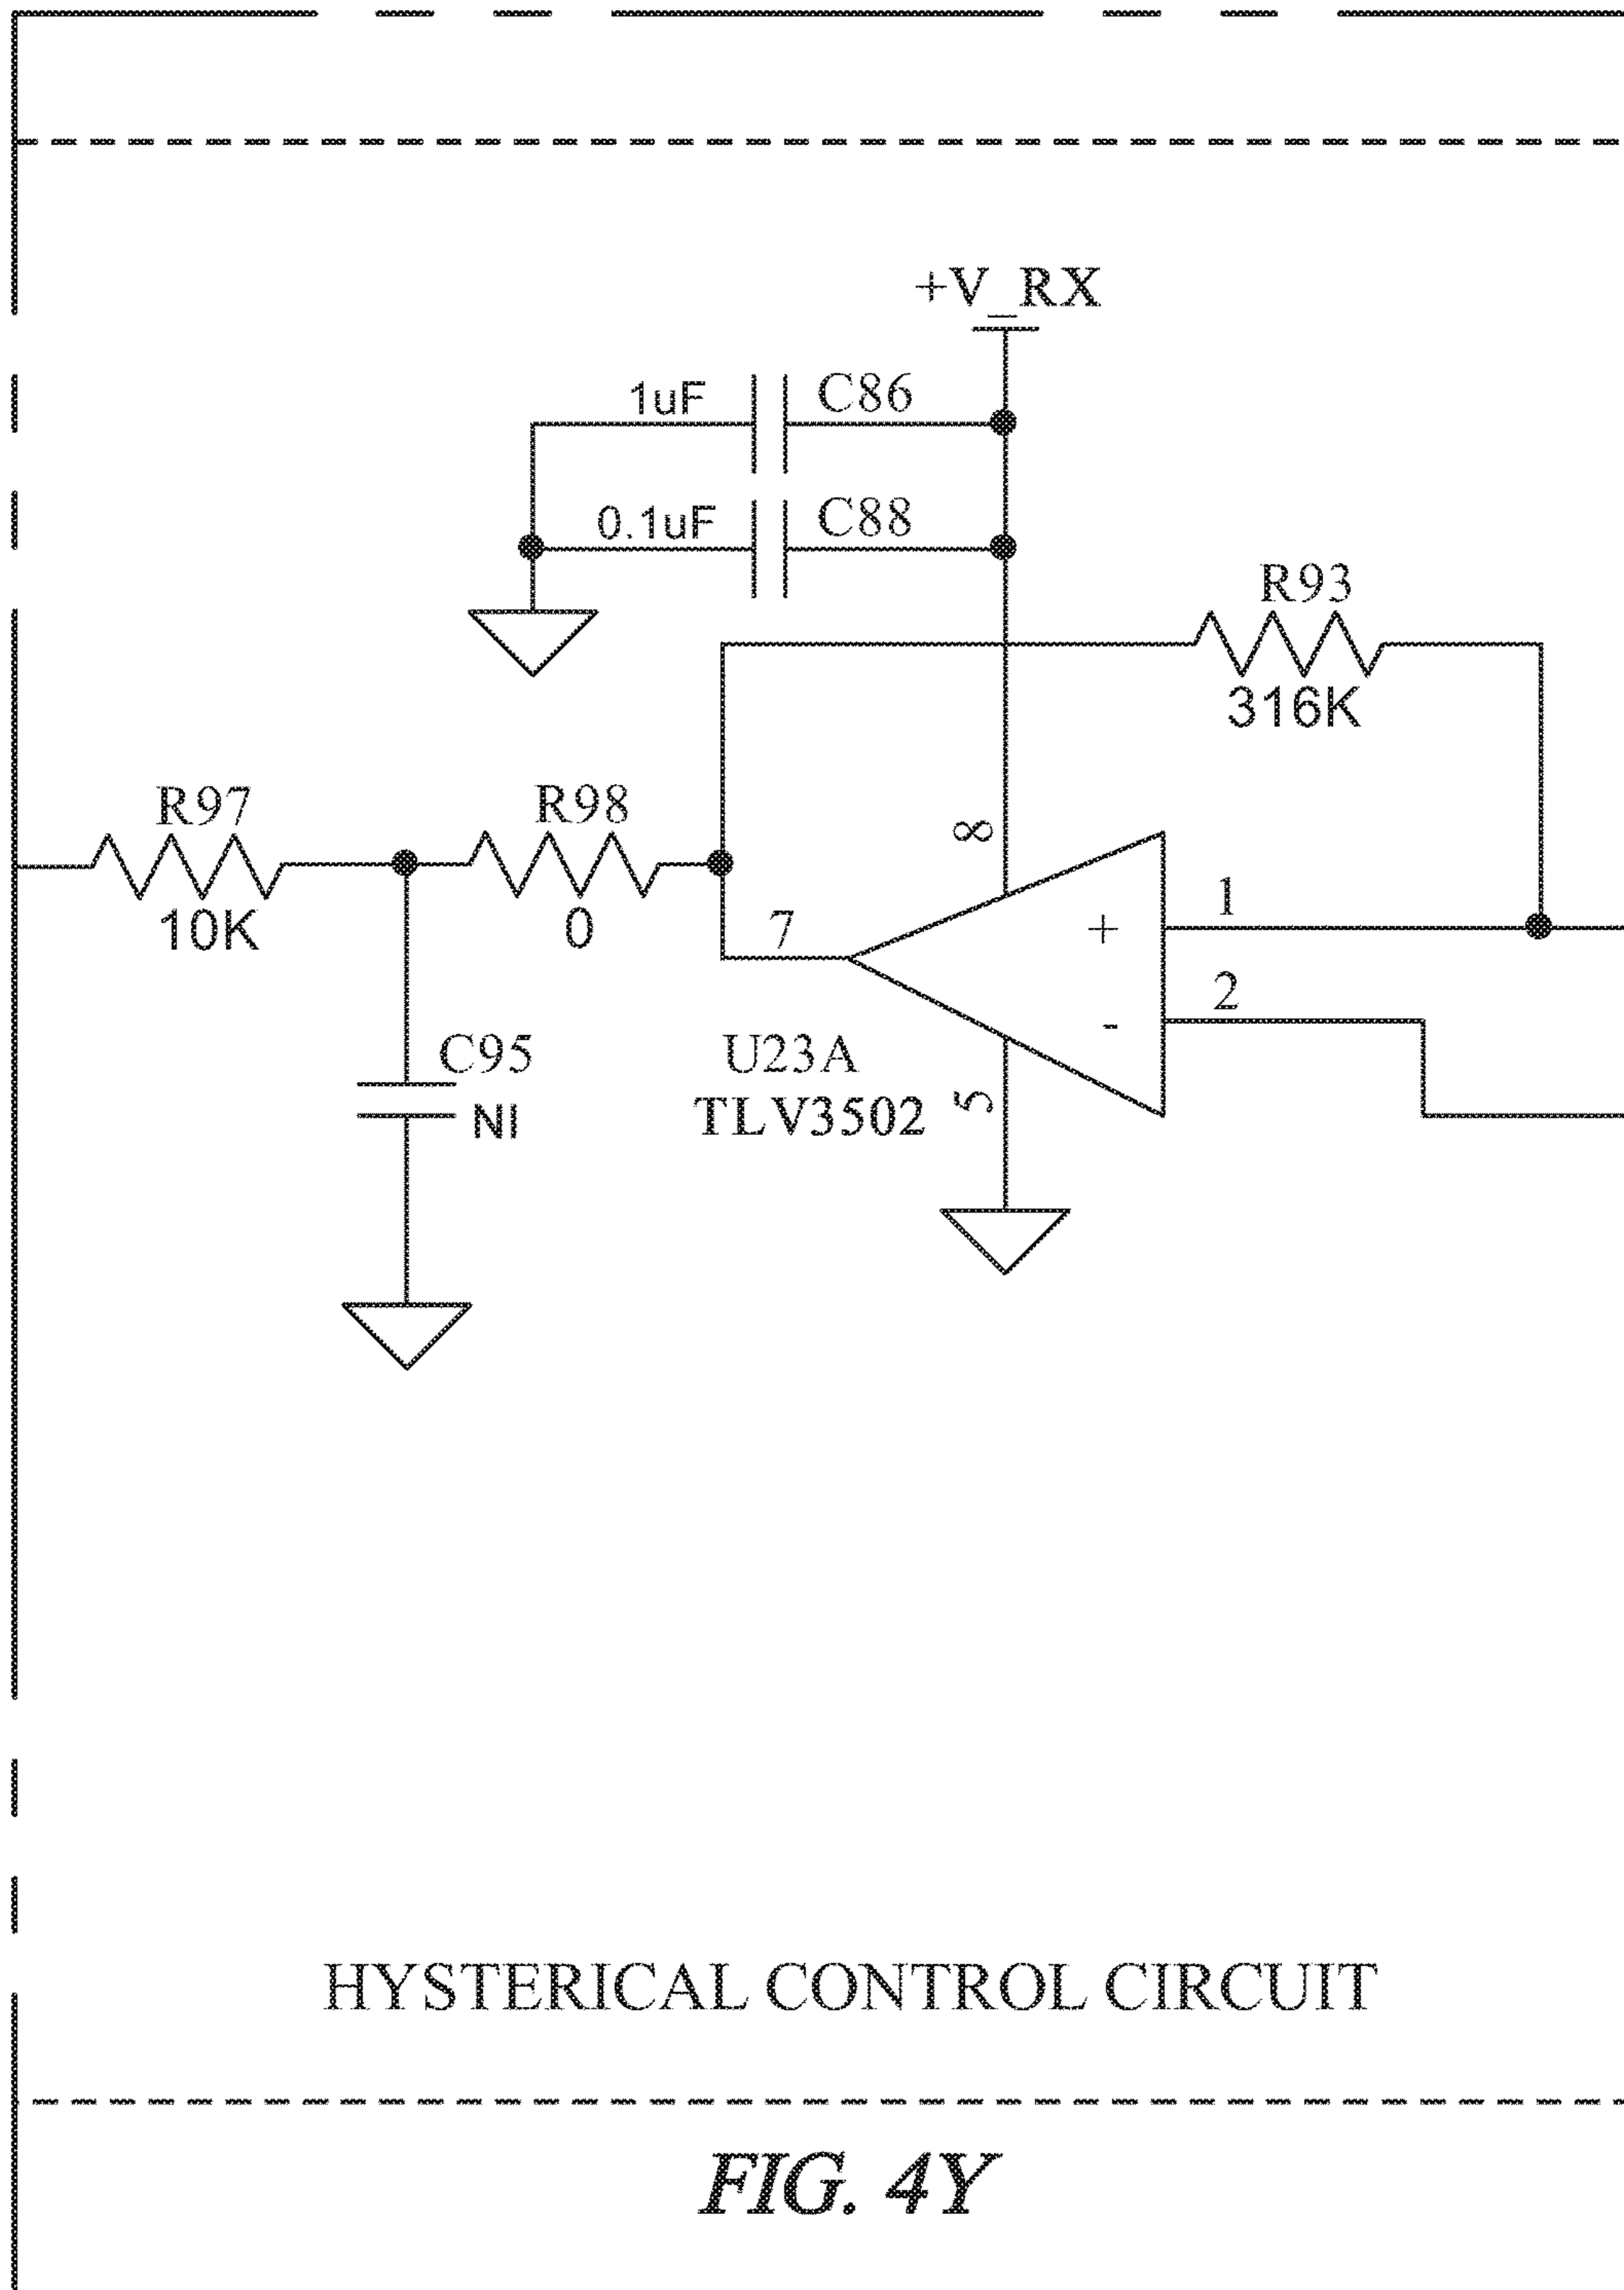 +V_RX
1uF
C86
0.1uF
C88
R93
316K
R97
10K
R98
0
8
7
+
1
-
2
C95
NI
U23A
TLV3502
5
HYSTERICAL CONTROL CIRCUIT
FIG. 4Y